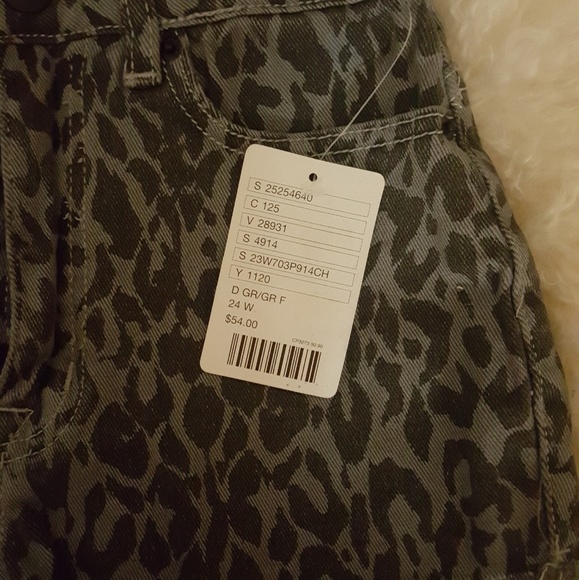 S 25254640
C 125
V 28931
S 4914
S 23W703P914CH
Y 1120
D GR/GR F
24 W
$54.00